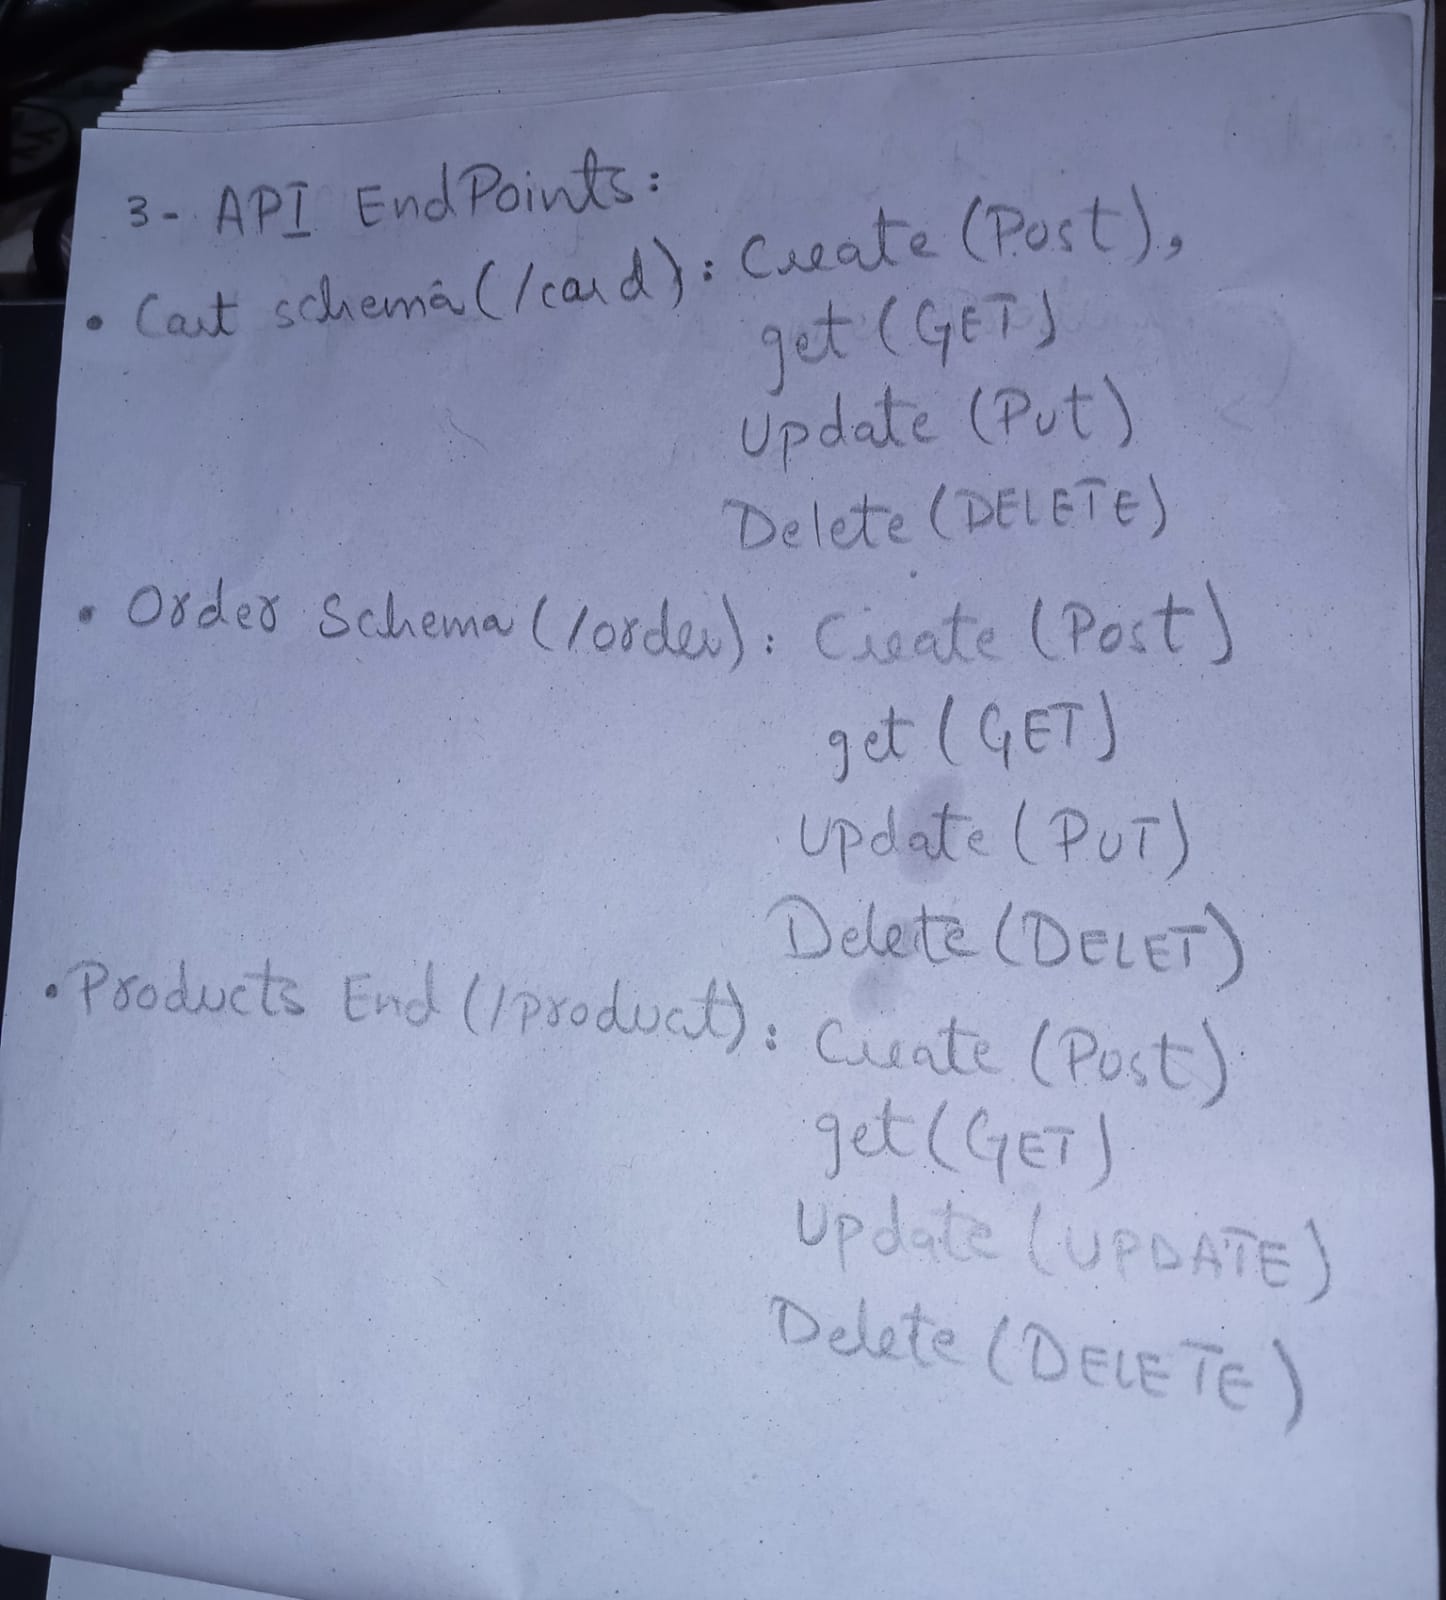 3- API EndPoints:
• Cart schema (/card): Create (Post),
get (GET)
Update (Put)
Delete (DELETE)
• Order Schema (/order): Create (Post)
get (GET)
Update (PUT)
Delete (DELET)
• Products End (/product): Create (Post)
get (GET)
Update (UPDATE)
Delete (DELETE)